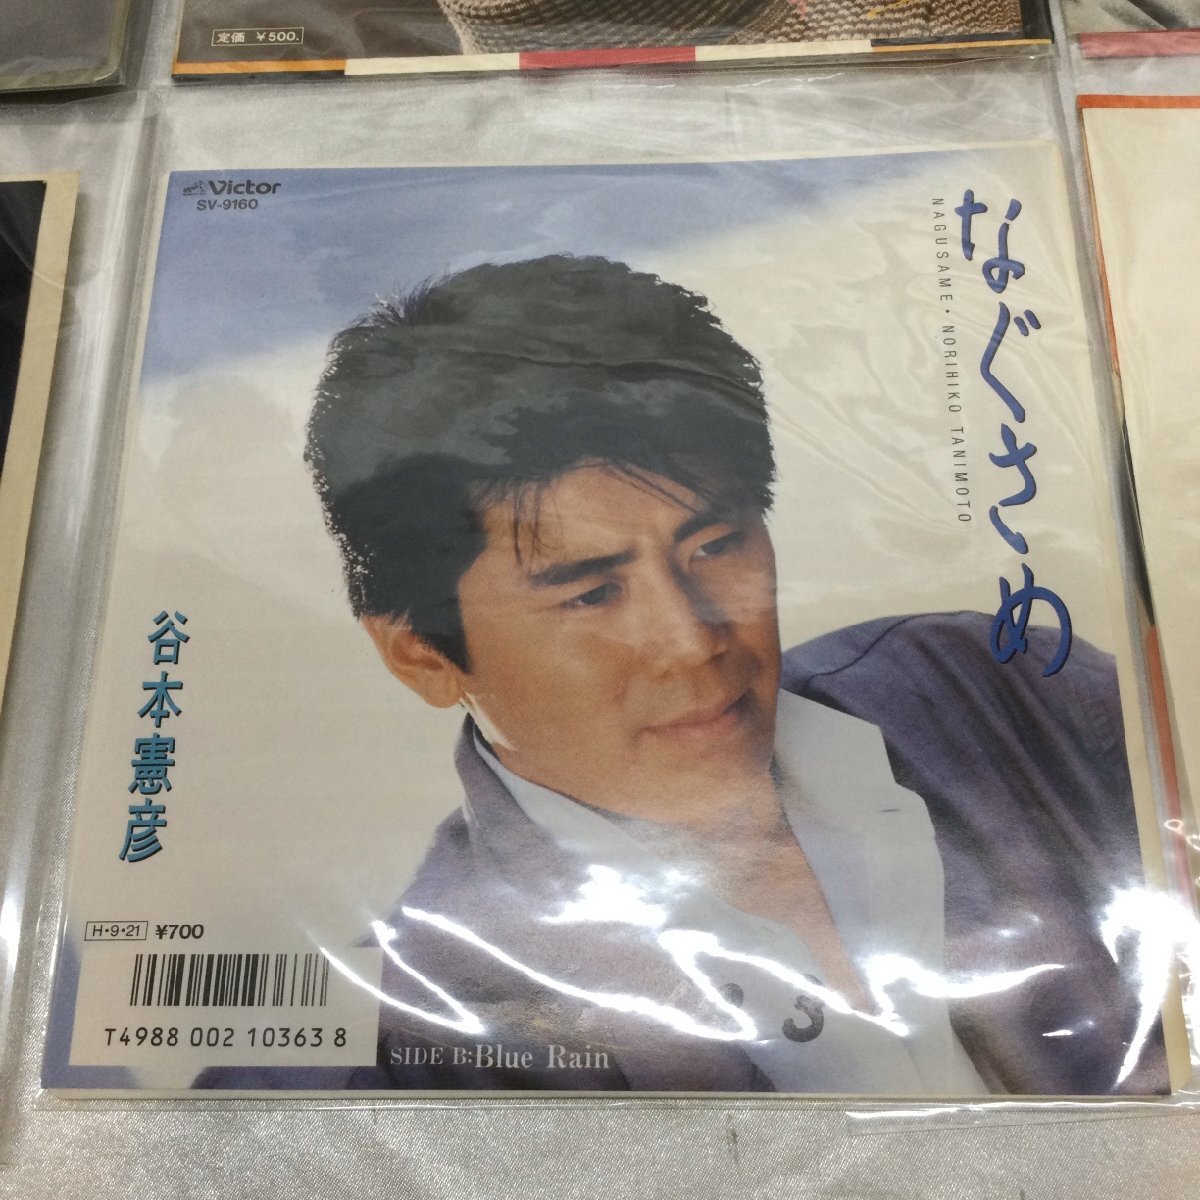 定価 ¥500.
Victor
SV-9160
なぐさめ
NAGUSAME・NORIHIKO TANIMOTO
谷本憲彦
H・9・21 ¥700
T4988 002 10363 8
SIDE B:Blue Rain